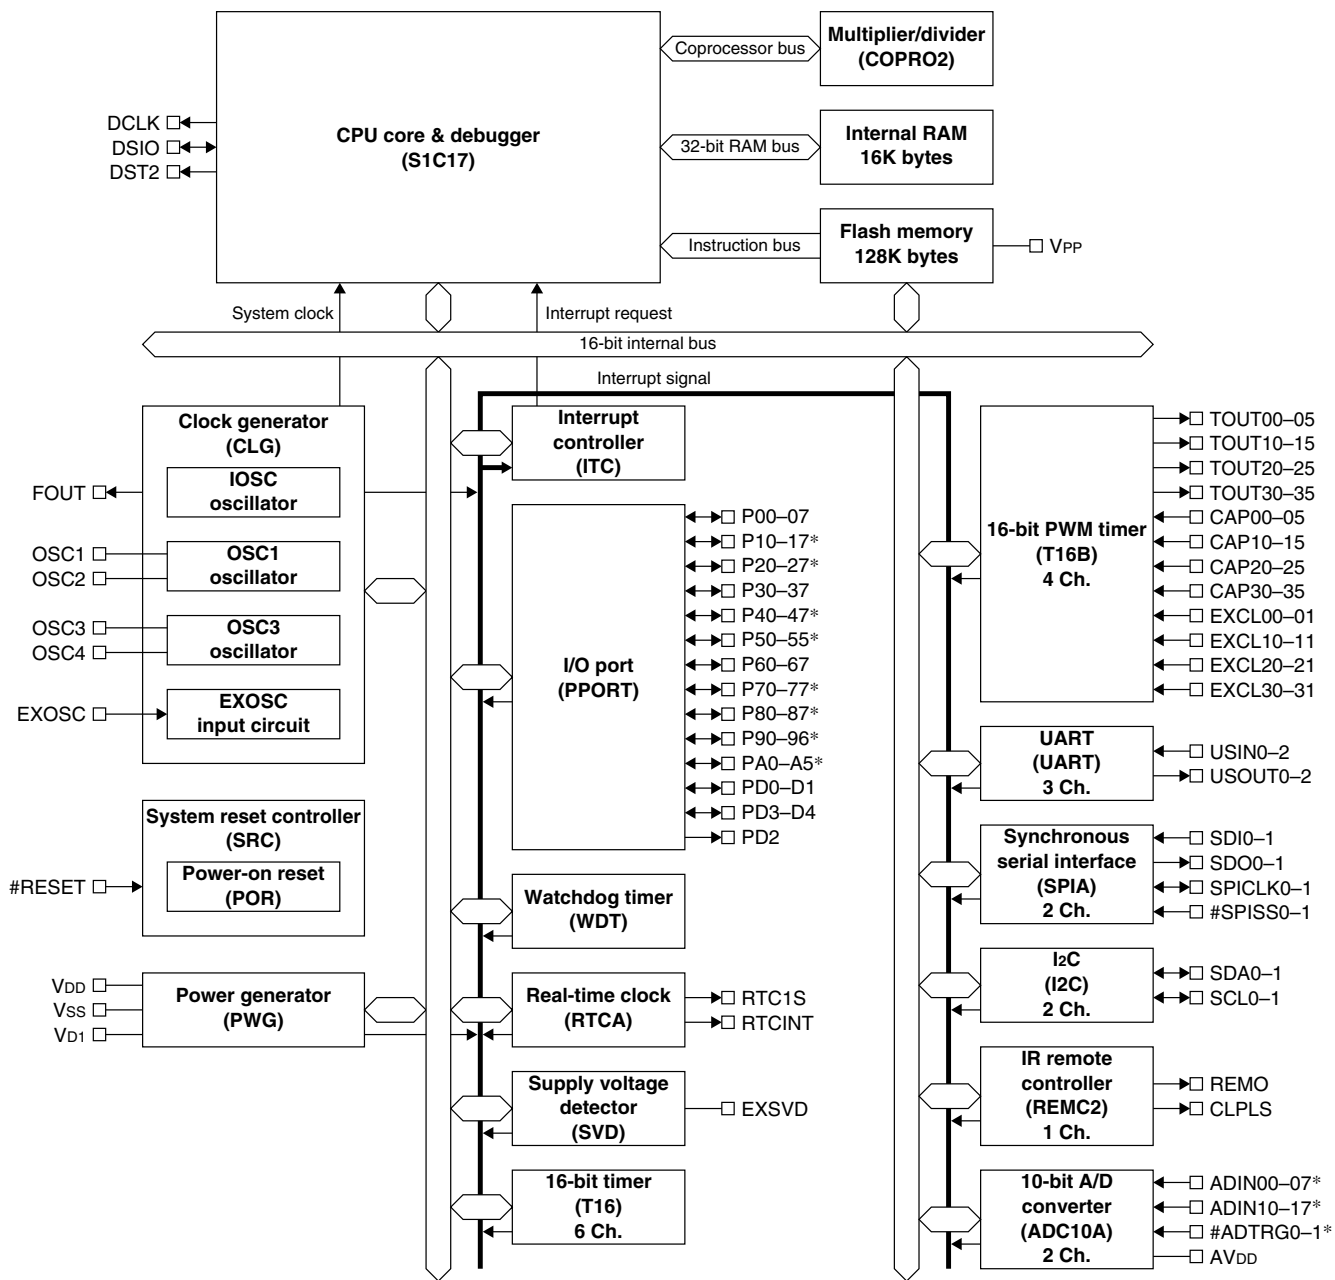 Multiplier/divider
(COPRO2)
Coprocessor bus
CPU core & debugger
(S1C17)
DCLK
DSIO
DST2
Internal RAM
16K bytes
32-bit RAM bus
Flash memory
128K bytes
Instruction bus
VPP
System clock
Interrupt request
16-bit internal bus
Interrupt signal
Clock generator
(CLG)
IOSC
oscillator
FOUT
OSC1
OSC2
OSC1
oscillator
OSC3
OSC4
OSC3
oscillator
EXOSC
EXOSC
input circuit
System reset controller
(SRC)
Power-on reset
(POR)
#RESET
VDD
VSS
VD1
Power generator
(PWG)
Interrupt
controller
(ITC)
I/O port
(PPORT)
P00–07
P10–17*
P20–27*
P30–37
P40–47*
P50–55*
P60–67
P70–77*
P80–87*
P90–96*
PA0–A5*
PD0–D1
PD3–D4
PD2
Watchdog timer
(WDT)
Real-time clock
(RTCA)
RTC1S
RTCINT
Supply voltage
detector
(SVD)
EXSVD
16-bit timer
(T16)
6 Ch.
16-bit PWM timer
(T16B)
4 Ch.
TOUT00–05
TOUT10–15
TOUT20–25
TOUT30–35
CAP00–05
CAP10–15
CAP20–25
CAP30–35
EXCL00–01
EXCL10–11
EXCL20–21
EXCL30–31
UART
(UART)
3 Ch.
USIN0–2
USOUT0–2
Synchronous
serial interface
(SPIA)
2 Ch.
SDI0–1
SDO0–1
SPICLK0–1
#SPISS0–1
I2C
(I2C)
2 Ch.
SDA0–1
SCL0–1
IR remote
controller
(REMC2)
1 Ch.
REMO
CLPLS
10-bit A/D
converter
(ADC10A)
2 Ch.
ADIN00–07*
ADIN10–17*
#ADTRG0–1*
AVDD